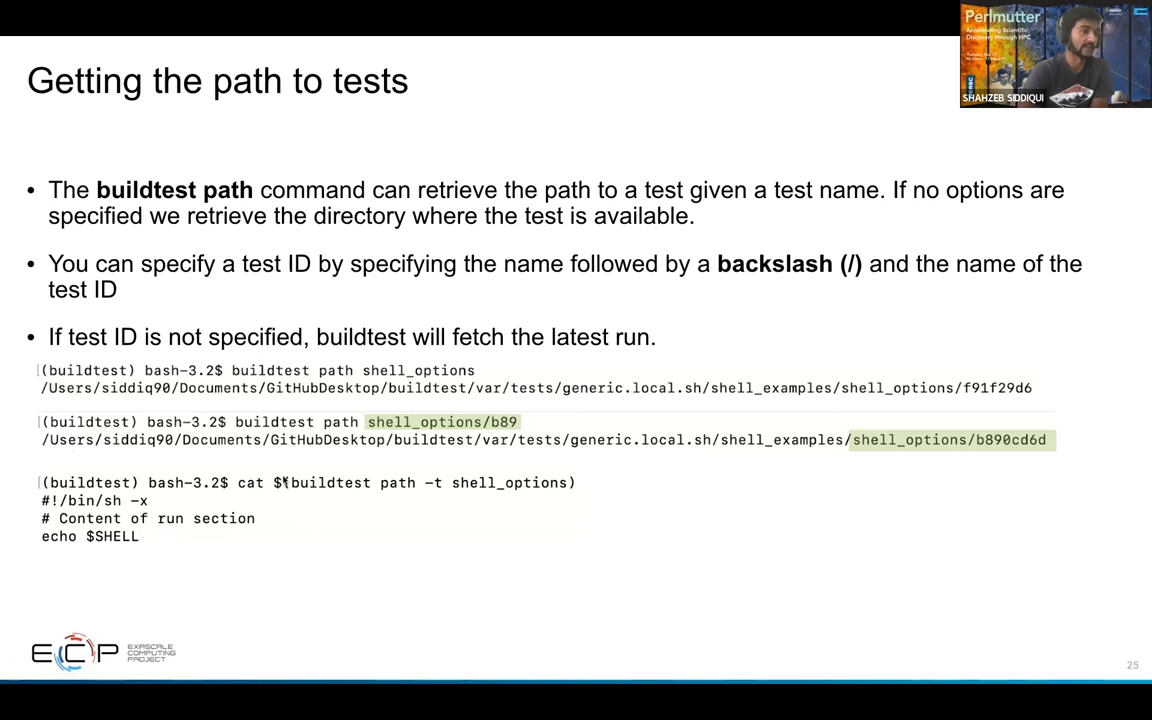 Perlmutter
Accelerating Scientific
Discovery through HPC
SHAHZEB SIDDIQUI
Getting the path to tests
• The buildtest path command can retrieve the path to a test given a test name. If no options are
specified we retrieve the directory where the test is available.
• You can specify a test ID by specifying the name followed by a backslash (/) and the name of the
test ID
• If test ID is not specified, buildtest will fetch the latest run.
(buildtest) bash-3.2$ buildtest path shell_options
/Users/siddiq90/Documents/GitHubDesktop/buildtest/var/tests/generic.local.sh/shell_examples/shell_options/f91f29d6
(buildtest) bash-3.2$ buildtest path shell_options/b89
/Users/siddiq90/Documents/GitHubDesktop/buildtest/var/tests/generic.local.sh/shell_examples/shell_options/b890cd6d
(buildtest) bash-3.2$ cat $(buildtest path -t shell_options)
#!/bin/sh -x
# Content of run section
echo $SHELL
ECP
EXASCALE
COMPUTING
PROJECT
25